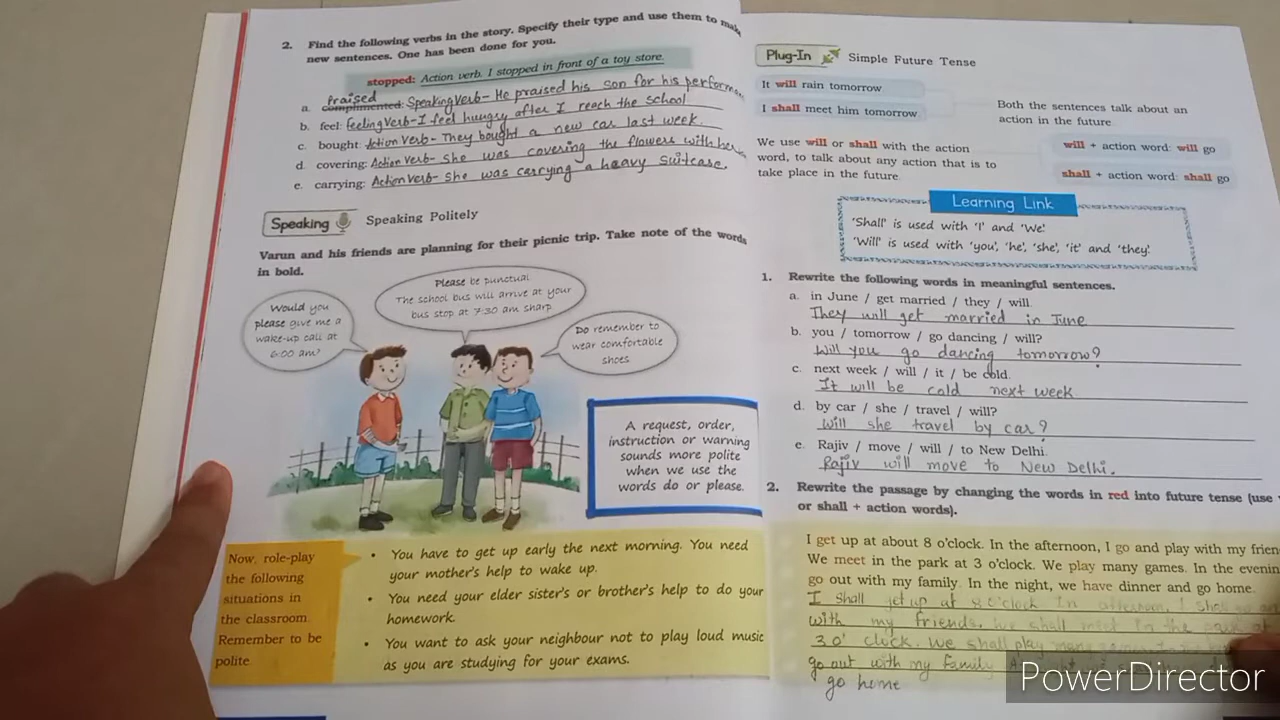 2. Find the following verbs in the story. Specify their type and use them to make
new sentences. One has been done for you.
stopped: Action verb. I stopped in front of a toy store.
Praised
a. complimented: Speaking Verb- He praised his son for his perform
b. feel: feeling Verb- I feel hungry after I reach the school
c. bought: Action Verb- They bought a new car last week.
d. covering: Action Verb- She was covering the flowers with her
e. carrying: Action Verb- She was carrying a heavy suitcase.
Speaking Speaking Politely
Varun and his friends are planning for their picnic trip. Take note of the words
in bold.
Would you
please give me a
wake-up call at
6:00 am?
Please be punctual
The school bus will arrive at your
bus stop at 7:30 am sharp
Do remember to
wear comfortable
shoes
A request, order,
instruction or warning
sounds more polite
when we use the
words do or please.
Now, role-play
the following
situations in
the classroom.
Remember to be
polite.
• You have to get up early the next morning. You need
your mother's help to wake up.
• You need your elder sister's or brother's help to do your
homework.
• You want to ask your neighbour not to play loud music
as you are studying for your exams.
Plug-In Simple Future Tense
It will rain tomorrow
I shall meet him tomorrow
Both the sentences talk about an
action in the future
We use will or shall with the action
word, to talk about any action that is to
take place in the future
will + action word: will go
shall + action word: shall go
Learning Link
'Shall' is used with 'I' and 'We'.
'Will' is used with 'you', 'he', 'she', 'it' and 'they'.
1. Rewrite the following words in meaningful sentences.
a. in June / get married / they / will.
They will get married in June
b. you / tomorrow / go dancing / will?
Will you go dancing tomorrow?
c. next week / will / it / be cold.
It will be cold next week
d. by car / she / travel / will?
Will she travel by car?
e. Rajiv / move / will / to New Delhi.
Rajiv will move to New Delhi.
2. Rewrite the passage by changing the words in red into future tense (use
or shall + action words).
I get up at about 8 o'clock. In the afternoon, I go and play with my frien
We meet in the park at 3 o'clock. We play many games. In the evenin
go out with my family. In the night, we have dinner and go home.
I shall get up at 8 o'clock In afternoon, I shall go
with my friends. We shall meet in the park at
3 o' clock. We shall play many
go out with my family
go home
PowerDirector